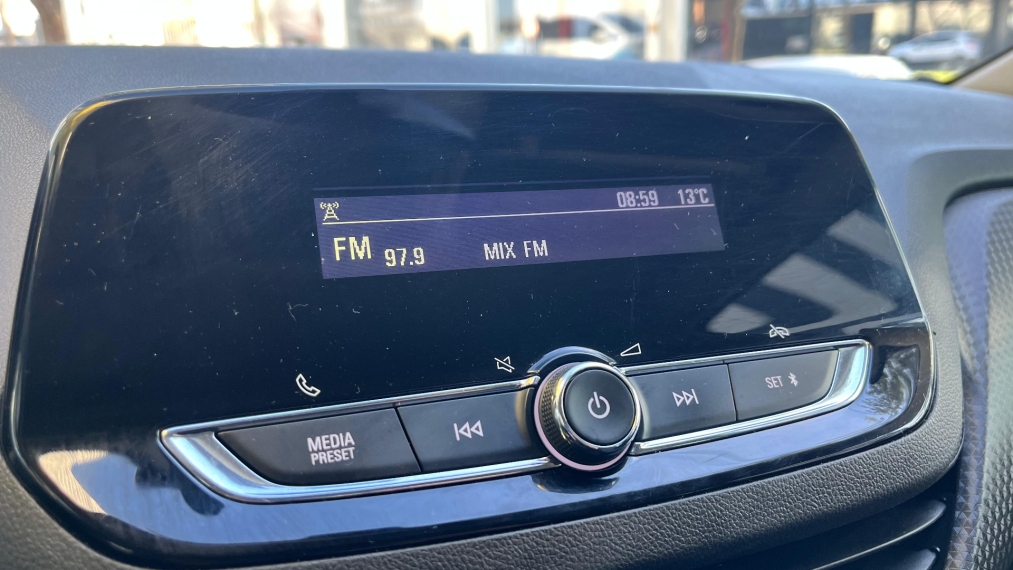 08:59 13°C
FM 97.9 MIX FM
MEDIA
PRESET
SET